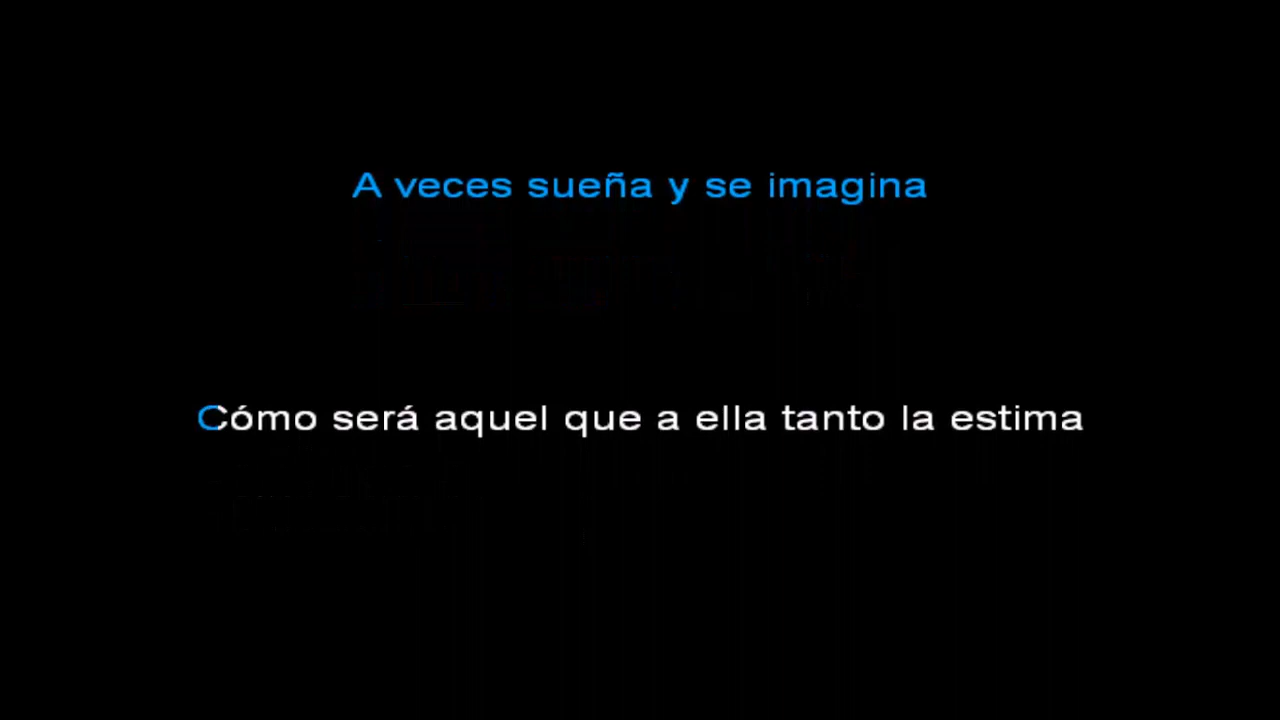 A veces sueña y se imagina
Cómo será aquel que a ella tanto la estima